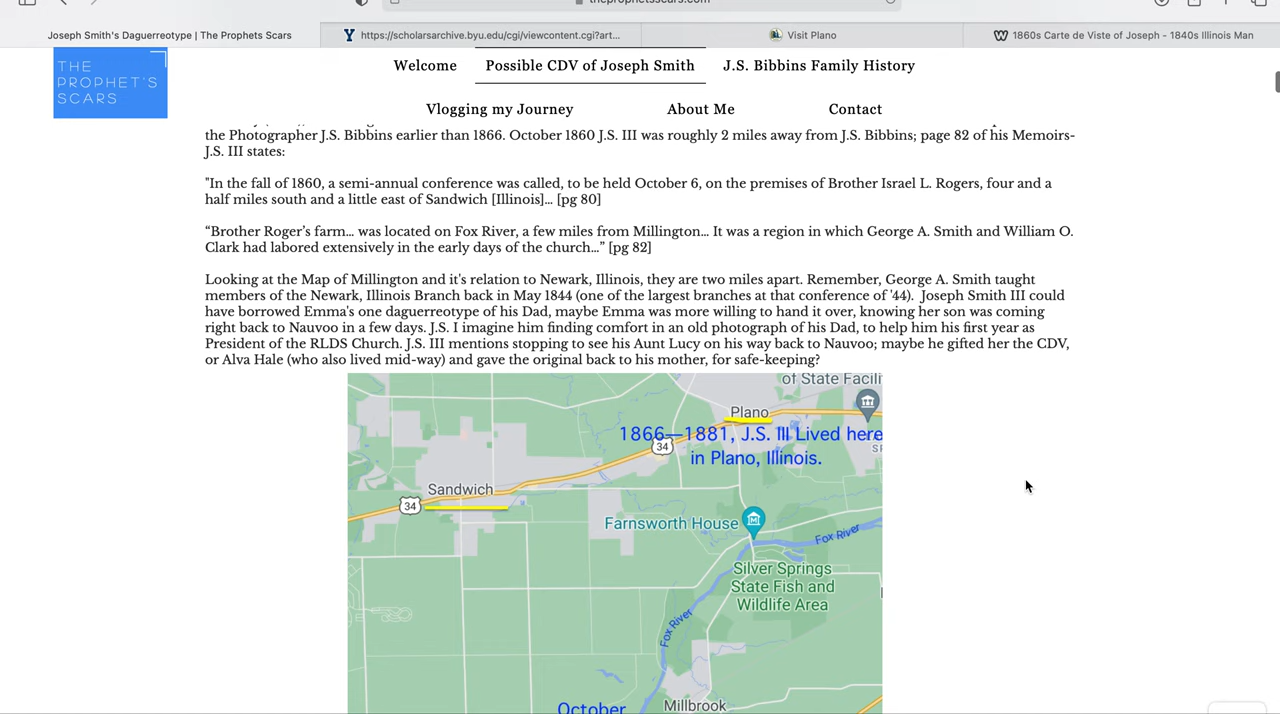 theprophetsscars.com
Joseph Smith's Daguerreotype | The Prophets Scars
https://scholarsarchive.byu.edu/cgi/viewcontent.cgi?art...
Visit Plano
1860s Carte de Viste of Joseph - 1840s Illinois Man
THE
PROPHET'S
SCARS
Welcome
Possible CDV of Joseph Smith
J.S. Bibbins Family History
Vlogging my Journey
About Me
Contact
the Photographer J.S. Bibbins earlier than 1866. October 1860 J.S. III was roughly 2 miles away from J.S. Bibbins; page 82 of his Memoirs-
J.S. III states:
"In the fall of 1860, a semi-annual conference was called, to be held October 6, on the premises of Brother Israel L. Rogers, four and a
half miles south and a little east of Sandwich [Illinois]... [pg 80]
“Brother Roger’s farm... was located on Fox River, a few miles from Millington... It was a region in which George A. Smith and William O.
Clark had labored extensively in the early days of the church...” [pg 82]
Looking at the Map of Millington and it's relation to Newark, Illinois, they are two miles apart. Remember, George A. Smith taught
members of the Newark, Illinois Branch back in May 1844 (one of the largest branches at that conference of '44). Joseph Smith III could
have borrowed Emma's one daguerreotype of his Dad, maybe Emma was more willing to hand it over, knowing her son was coming
right back to Nauvoo in a few days. J.S. I imagine him finding comfort in an old photograph of his Dad, to help him his first year as
President of the RLDS Church. J.S. III mentions stopping to see his Aunt Lucy on his way back to Nauvoo; maybe he gifted her the CDV,
or Alva Hale (who also lived mid-way) and gave the original back to his mother, for safe-keeping?
of State Facili
Plano
1866—1881, J.S. III Lived here
in Plano, Illinois.
34
Sandwich
34
Farnsworth House
Fox River
Silver Springs
State Fish and
Wildlife Area
Fox River
Millbrook
October